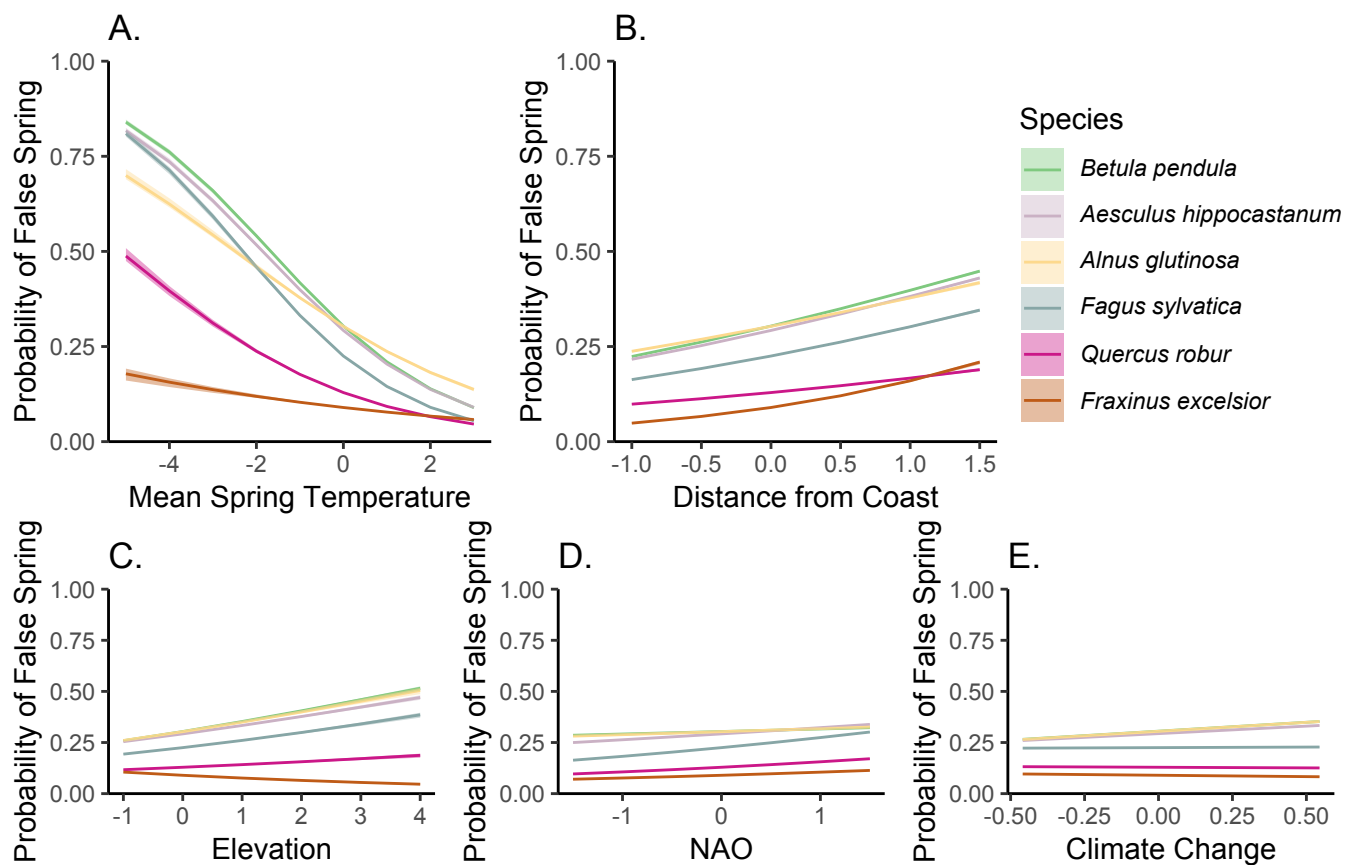 A.
Probability of False Spring
1.00
0.75
0.50
0.25
0.00
-4
-2
0
2
Mean Spring Temperature
B.
Probability of False Spring
1.00
0.75
0.50
0.25
0.00
-1.0
-0.5
0.0
0.5
1.0
1.5
Distance from Coast
Species
Betula pendula
Aesculus hippocastanum
Alnus glutinosa
Fagus sylvatica
Quercus robur
Fraxinus excelsior
C.
Probability of False Spring
1.00
0.75
0.50
0.25
0.00
-1
0
1
2
3
4
Elevation
D.
Probability of False Spring
1.00
0.75
0.50
0.25
0.00
-1
0
1
NAO
E.
Probability of False Spring
1.00
0.75
0.50
0.25
0.00
-0.50
-0.25
0.00
0.25
0.50
Climate Change